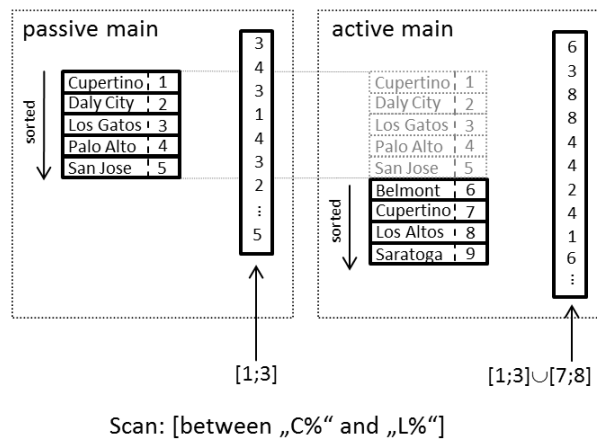 passive main
sorted
Cupertino 1
Daly City 2
Los Gatos 3
Palo Alto 4
San Jose 5
3
4
3
1
4
3
2
⋮
5
[1;3]
active main
Cupertino 1
Daly City 2
Los Gatos 3
Palo Alto 4
San Jose 5
sorted
Belmont 6
Cupertino 7
Los Altos 8
Saratoga 9
6
3
8
8
4
4
2
4
1
6
⋮
[1;3]∪[7;8]
Scan: [between „C%“ and „L%“]